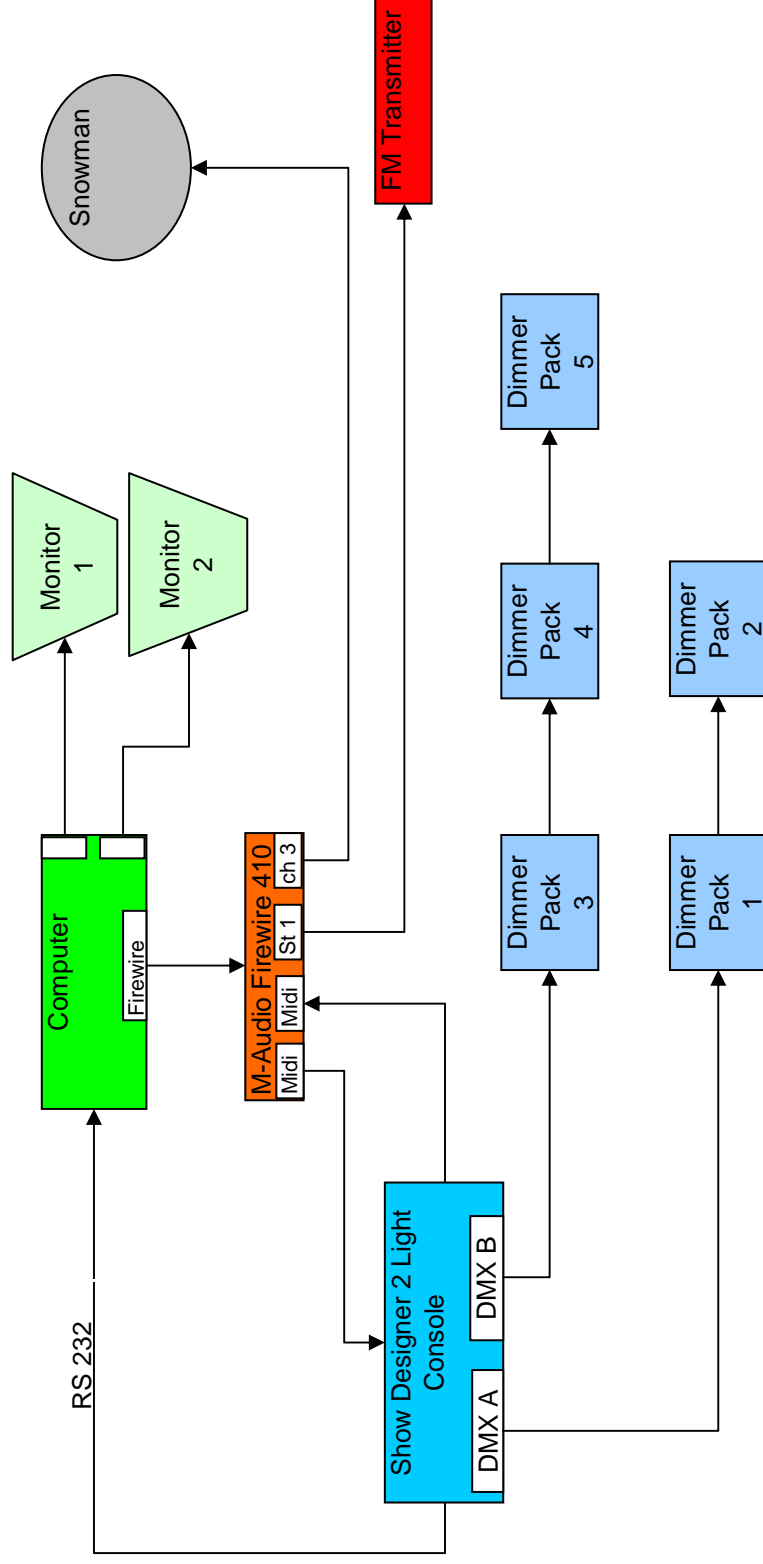 Snowman
FM Transmitter
Monitor
1
Monitor
2
Computer
Firewire
M-Audio Firewire 410
Midi
Midi
St 1
ch 3
RS 232
Show Designer 2 Light
Console
DMX A
DMX B
Dimmer
Pack
3
Dimmer
Pack
4
Dimmer
Pack
5
Dimmer
Pack
1
Dimmer
Pack
2